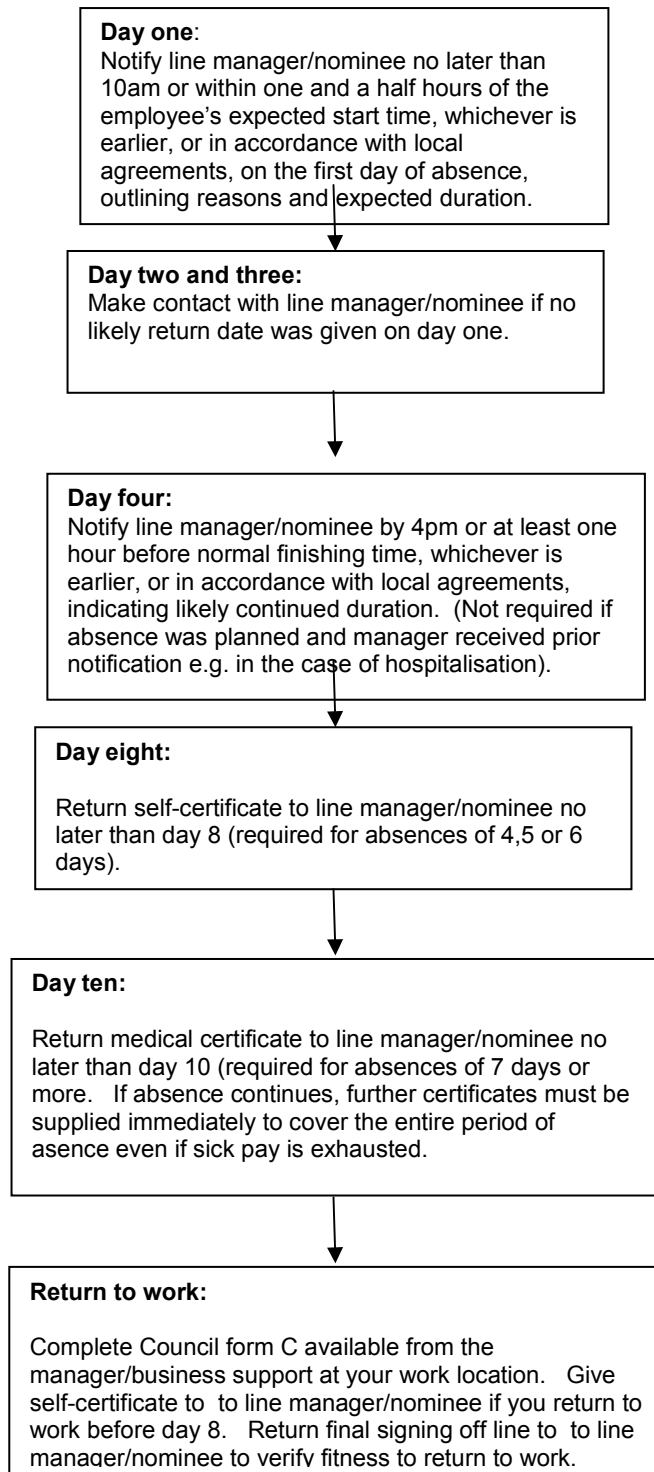 Day one:
Notify line manager/nominee no later than
10am or within one and a half hours of the
employee’s expected start time, whichever is
earlier, or in accordance with local
agreements, on the first day of absence,
outlining reasons and expected duration.
Day two and three:
Make contact with line manager/nominee if no
likely return date was given on day one.
Day four:
Notify line manager/nominee by 4pm or at least one
hour before normal finishing time, whichever is
earlier, or in accordance with local agreements,
indicating likely continued duration.  (Not required if
absence was planned and manager received prior
notification e.g. in the case of hospitalisation).
Day eight:
Return self-certificate to line manager/nominee no
later than day 8 (required for absences of 4,5 or 6
days).
Day ten:
Return medical certificate to line manager/nominee no
later than day 10 (required for absences of 7 days or
more.   If absence continues, further certificates must be
supplied immediately to cover the entire period of
asence even if sick pay is exhausted.
Return to work:
Complete Council form C available from the
manager/business support at your work location.   Give
self-certificate to  to line manager/nominee if you return to
work before day 8.   Return final signing off line to  to line
manager/nominee to verify fitness to return to work.